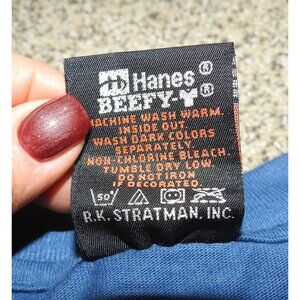 Hanes®
BEEFY-Y®
MACHINE WASH WARM.
INSIDE OUT.
WASH DARK COLORS
SEPARATELY.
NON-CHLORINE BLEACH.
TUMBLE DRY LOW.
DO NOT IRON
IF DECORATED.
50°
R.K. STRATMAN, INC.